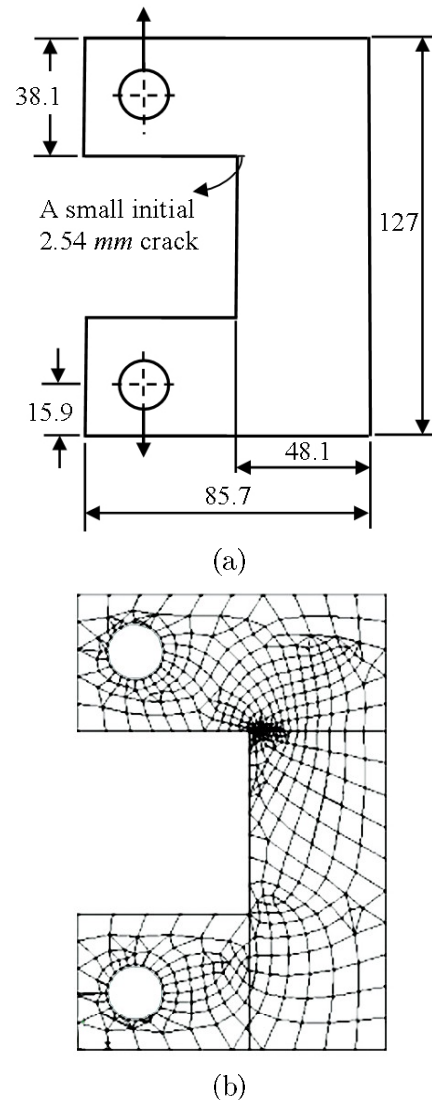 38.1
A small initial
2.54 mm crack
127
15.9
48.1
85.7
(a)
(b)